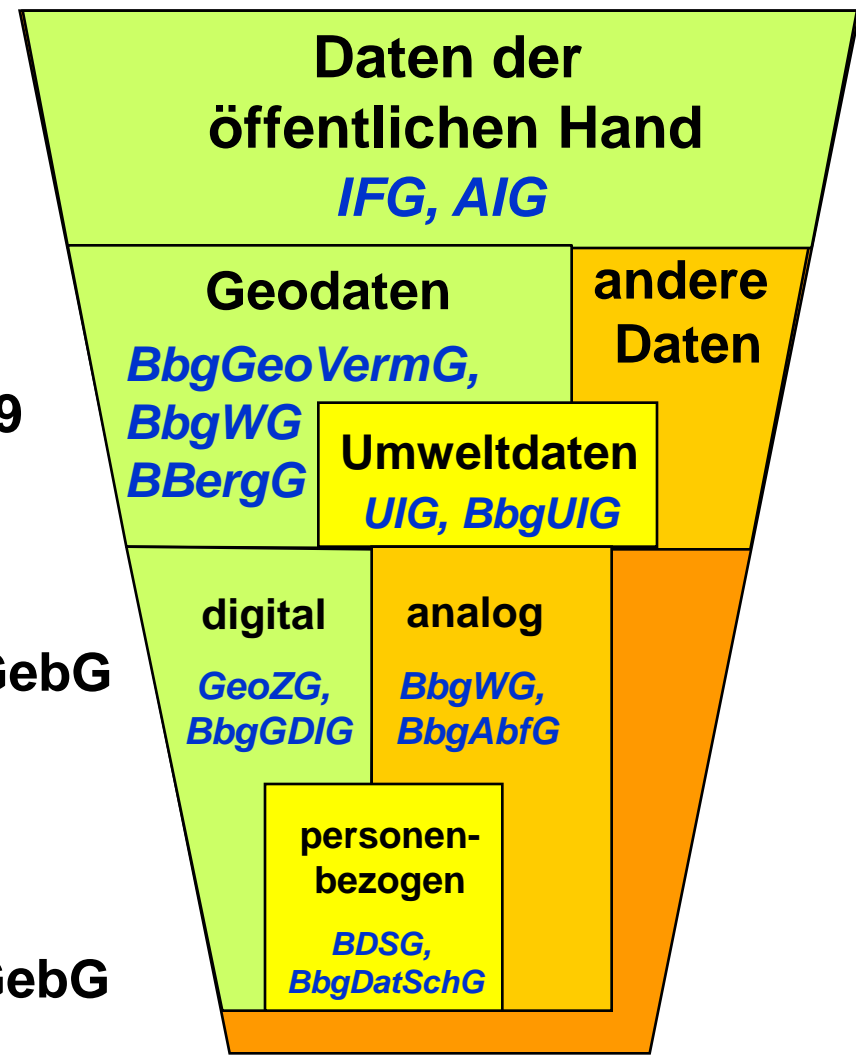 Daten der
öffentlichen Hand
IFG, AIG
Geodaten
andere
Daten
BbgGeoVermG,
BbgWG
BBergG
9
Umweltdaten
UIG, BbgUIG
digital
analog
GebG
GeoZG,
BbgGDIG
BbgWG,
BbgAbfG
personen-
bezogen
BDSG,
BbgDatSchG
GebG